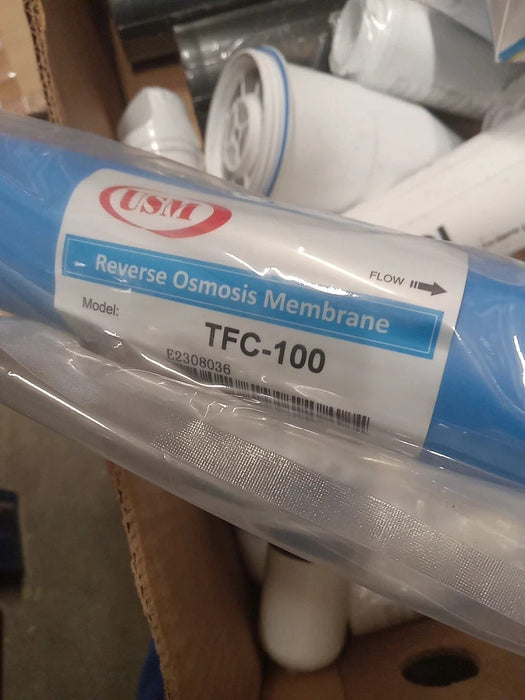 USM
FLOW
Reverse Osmosis Membrane
Model:
TFC-100
E2308036